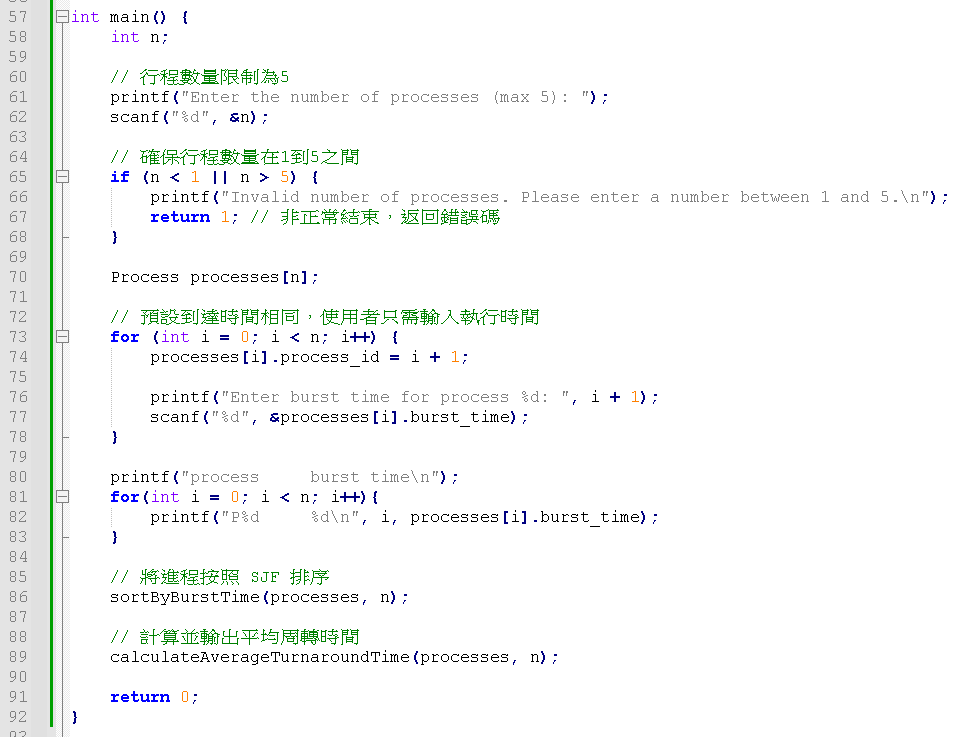 57 int main() {
58 int n;
59
60 // 行程數量限制為5
61 printf("Enter the number of processes (max 5): ");
62 scanf("%d", &n);
63
64 // 確保行程數量在1到5之間
65 if (n < 1 || n > 5) {
66 printf("Invalid number of processes. Please enter a number between 1 and 5.\n");
67 return 1; // 非正常結束，返回錯誤碼
68 }
69
70 Process processes[n];
71
72 // 預設到達時間相同，使用者只需輸入執行時間
73 for (int i = 0; i < n; i++) {
74 processes[i].process_id = i + 1;
75
76 printf("Enter burst time for process %d: ", i + 1);
77 scanf("%d", &processes[i].burst_time);
78 }
79
80 printf("process     burst time\n");
81 for(int i = 0; i < n; i++){
82 printf("P%d     %d\n", i, processes[i].burst_time);
83 }
84
85 // 將進程按照 SJF 排序
86 sortByBurstTime(processes, n);
87
88 // 計算並輸出平均周轉時間
89 calculateAverageTurnaroundTime(processes, n);
90
91 return 0;
92 }